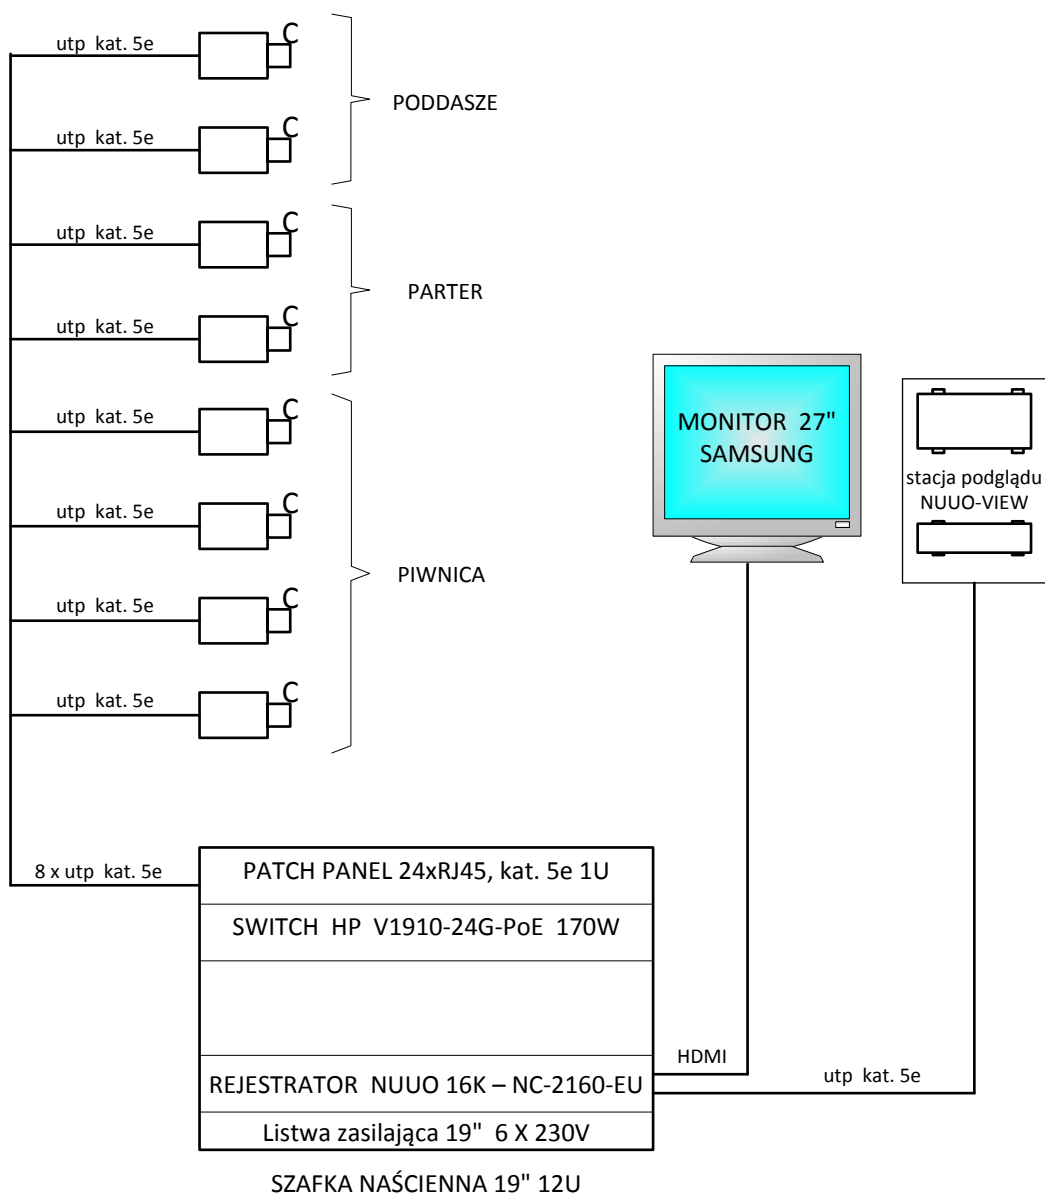 utp kat. 5e
C
utp kat. 5e
C
PODDASZE
utp kat. 5e
C
utp kat. 5e
C
PARTER
utp kat. 5e
C
utp kat. 5e
C
utp kat. 5e
C
utp kat. 5e
C
PIWNICA
MONITOR 27"
SAMSUNG
stacja podglądu
NUUO-VIEW
8 x utp kat. 5e
PATCH PANEL 24xRJ45, kat. 5e 1U
SWITCH HP V1910-24G-PoE 170W
REJESTRATOR NUUO 16K – NC-2160-EU
Listwa zasilająca 19" 6 X 230V
HDMI
utp kat. 5e
SZAFKA NAŚCIENNA 19" 12U